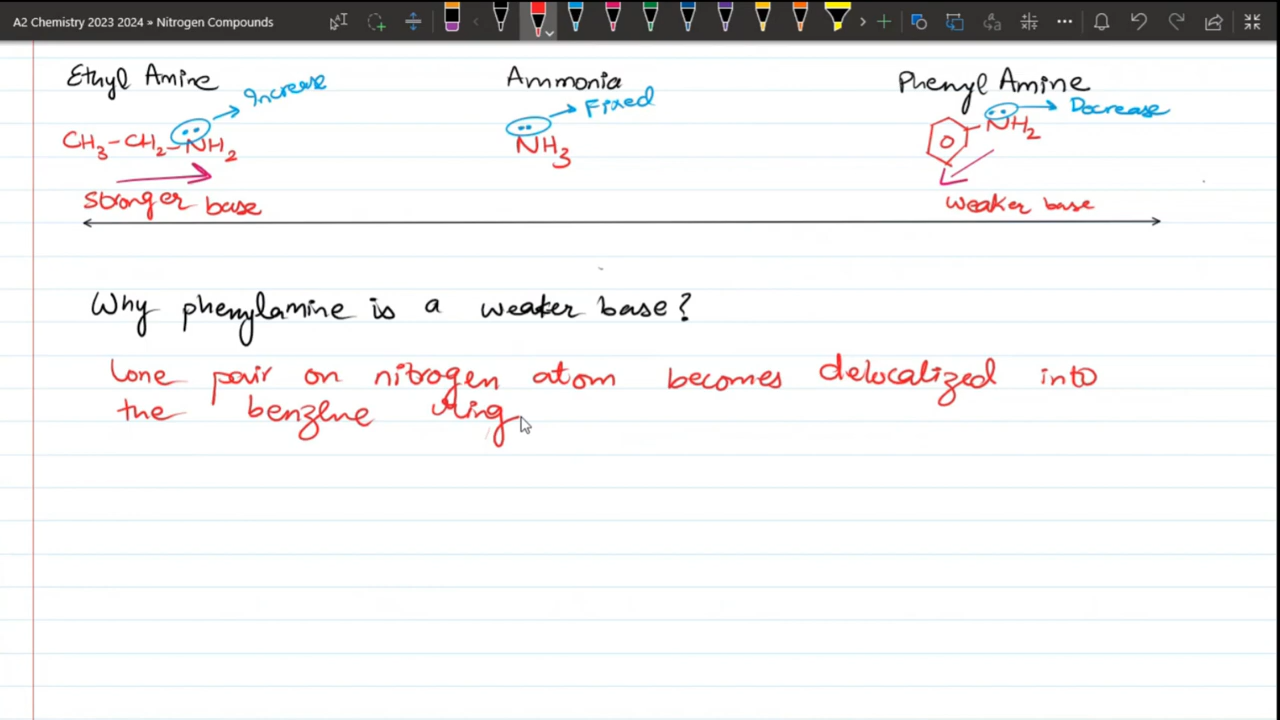 A2 Chemistry 2023 2024 » Nitrogen Compounds
Ethyl Amine
Increase
CH3-CH2-NH2
stronger base
Ammonia
Fixed
NH3
Phenyl Amine
Decrease
NH2
weaker base
Why phenylamine is a weaker base?
Lone pair on nitrogen atom becomes delocalized into
the benzene ring